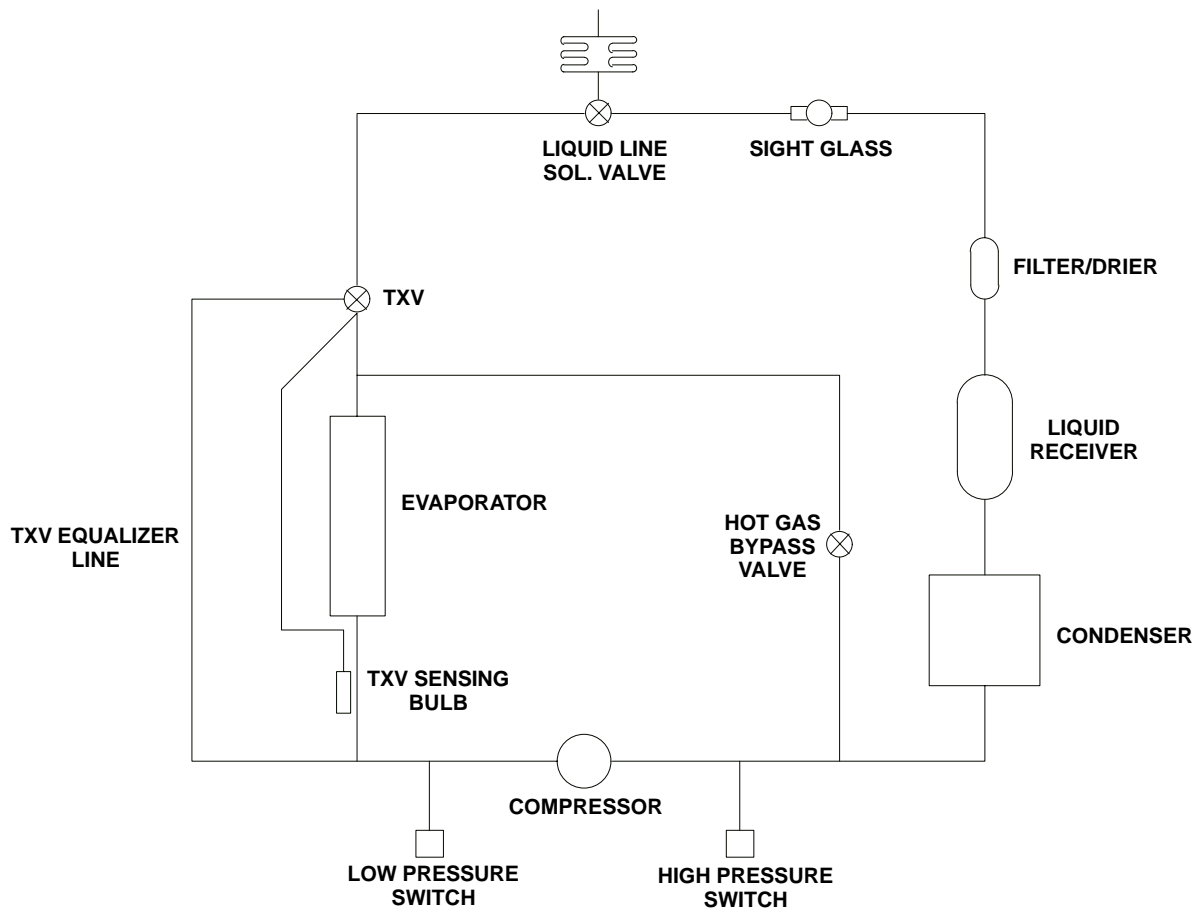 LIQUID LINE
SOL. VALVE
SIGHT GLASS
FILTER/DRIER
TXV
LIQUID
RECEIVER
EVAPORATOR
HOT GAS
BYPASS
VALVE
TXV EQUALIZER
LINE
CONDENSER
TXV SENSING
BULB
COMPRESSOR
LOW PRESSURE
SWITCH
HIGH PRESSURE
SWITCH